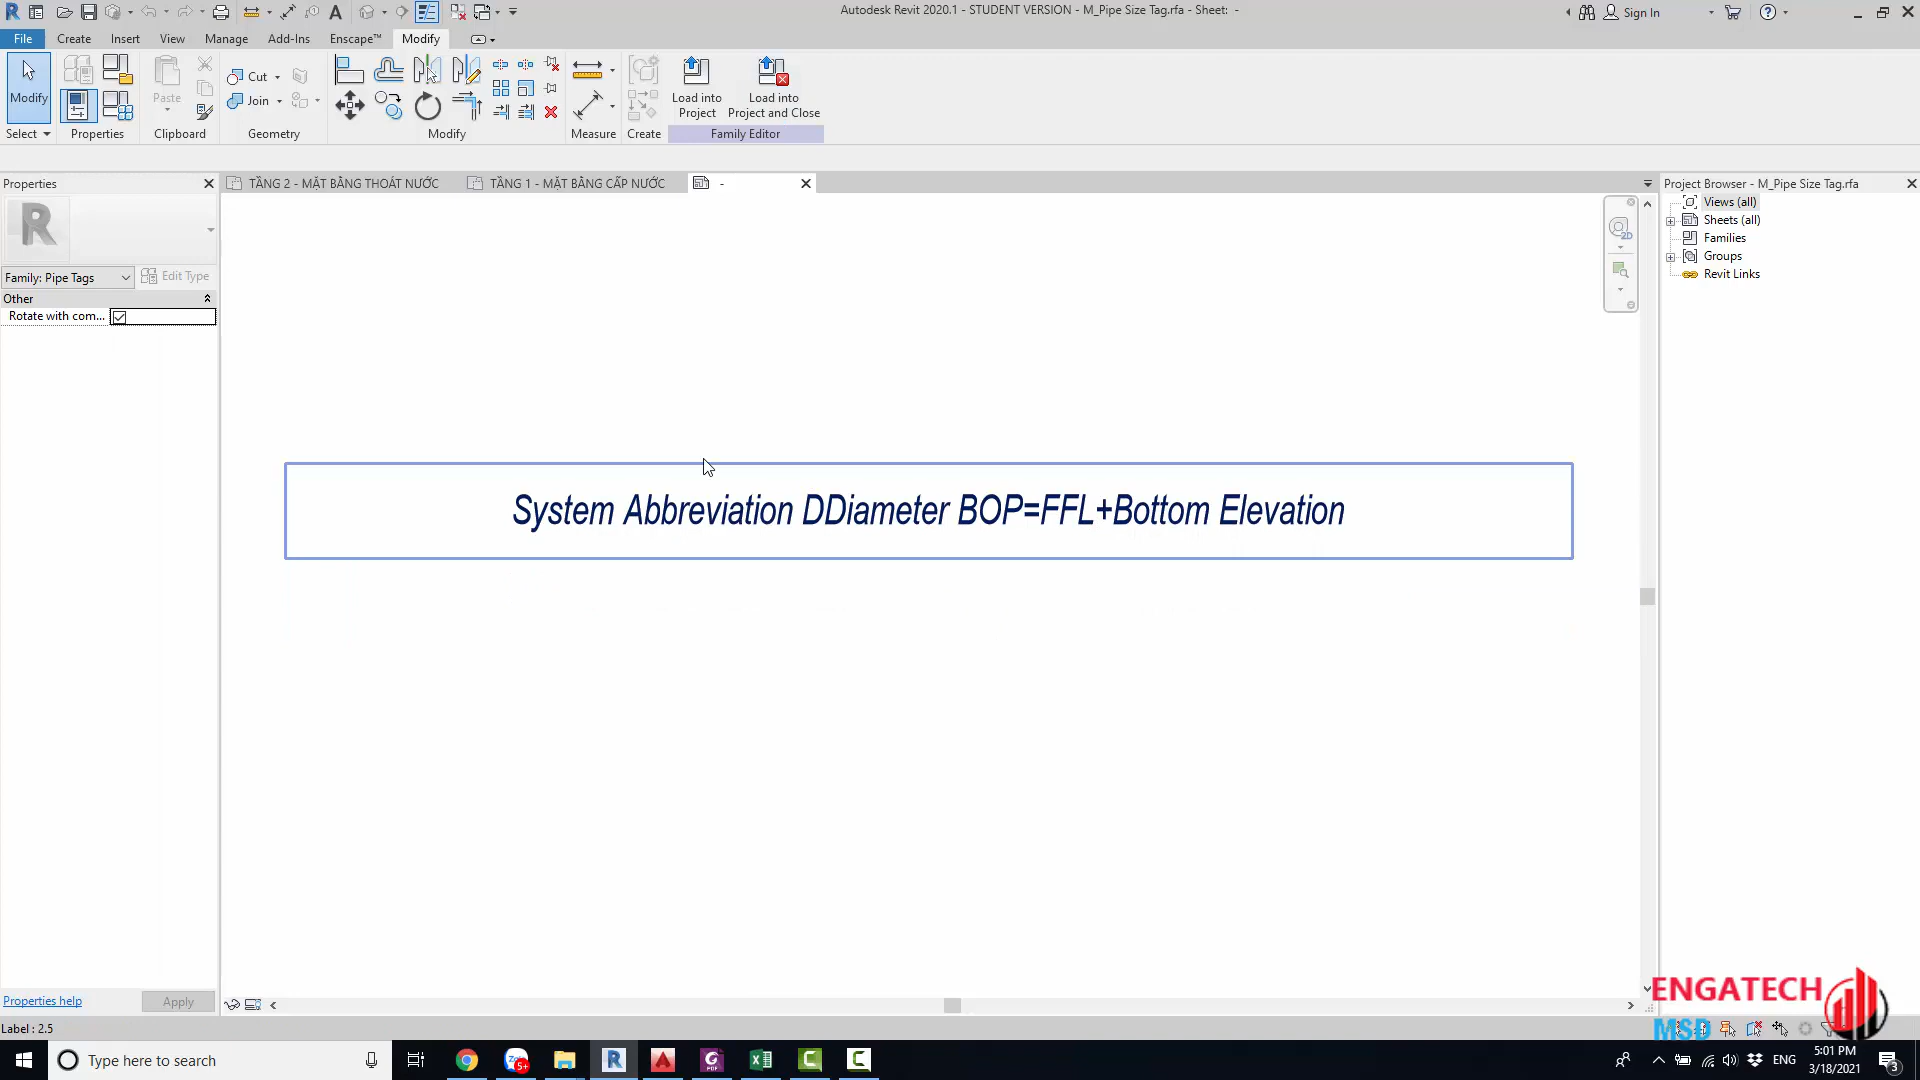 Autodesk Revit 2020.1 - STUDENT VERSION - M_Pipe Size Tag.rfa - Sheet: -
Sign In
File Create Insert View Manage Add-Ins Enscape™ Modify
Modify
Paste
Cut
Join
Load into Project
Load into Project and Close
Select Properties Clipboard Geometry Modify Measure Create Family Editor
Properties
TẦNG 2 - MẶT BẰNG THOÁT NƯỚC
TẦNG 1 - MẶT BẰNG CẤP NƯỚC
-
Project Browser - M_Pipe Size Tag.rfa
Views (all)
Sheets (all)
Families
Groups
Revit Links
2D
R
Family: Pipe Tags
Edit Type
Other
Rotate with com...
System Abbreviation DDiameter BOP=FFL+Bottom Elevation
Properties help
Apply
Label : 2.5
ENGATECH
MSD
Type here to search
5+
ENG
5:01 PM
3/18/2021
3